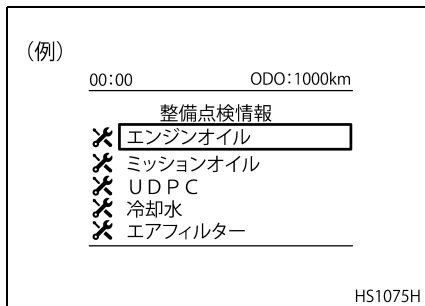 （例）
00:00 ODO:1000km
整備点検情報
エンジンオイル
ミッションオイル
ＵＤＰＣ
冷却水
エアフィルター
HS1075H